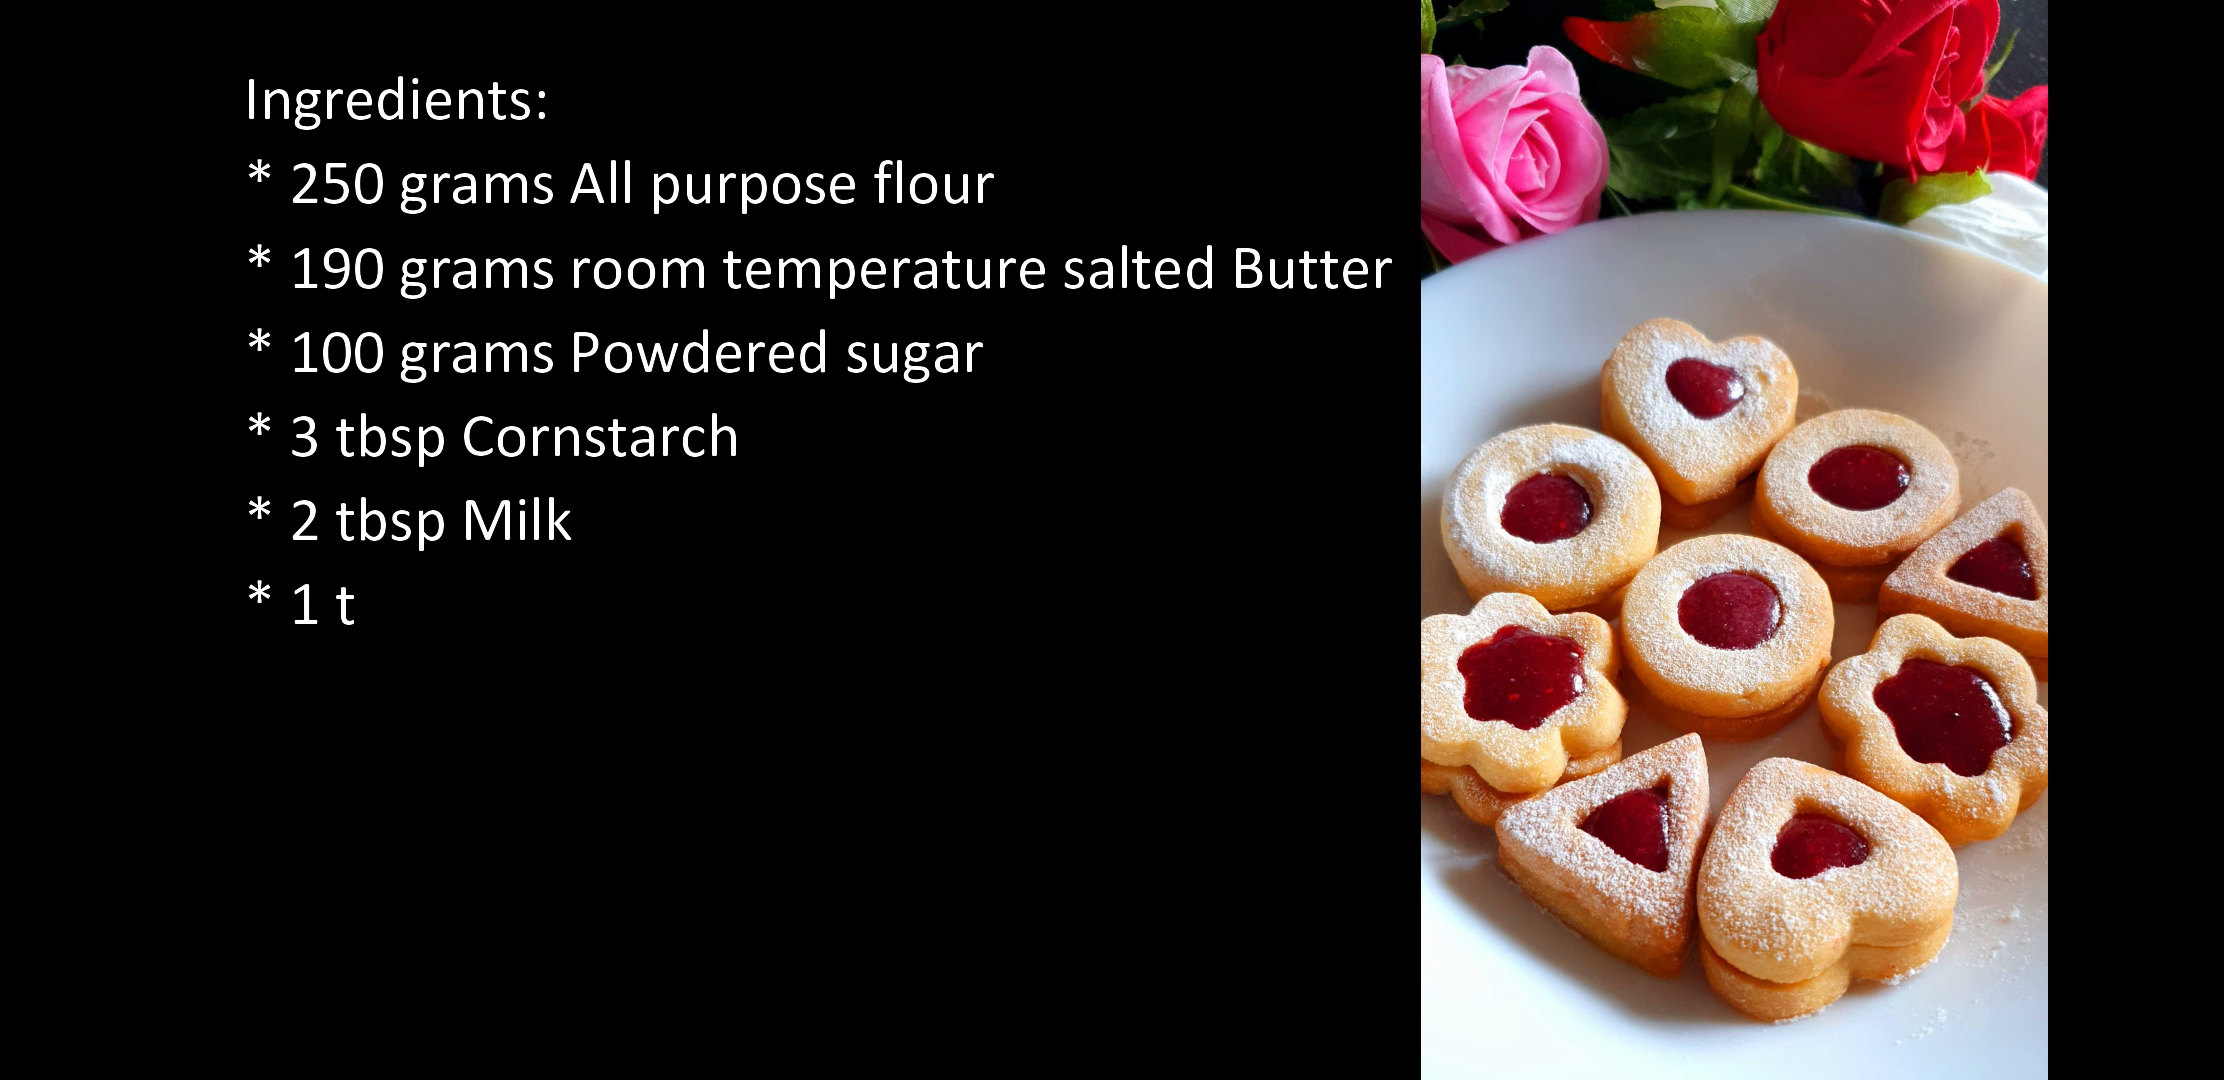 Ingredients:
* 250 grams All purpose flour
* 190 grams room temperature salted Butter
* 100 grams Powdered sugar
* 3 tbsp Cornstarch
* 2 tbsp Milk
* 1 t